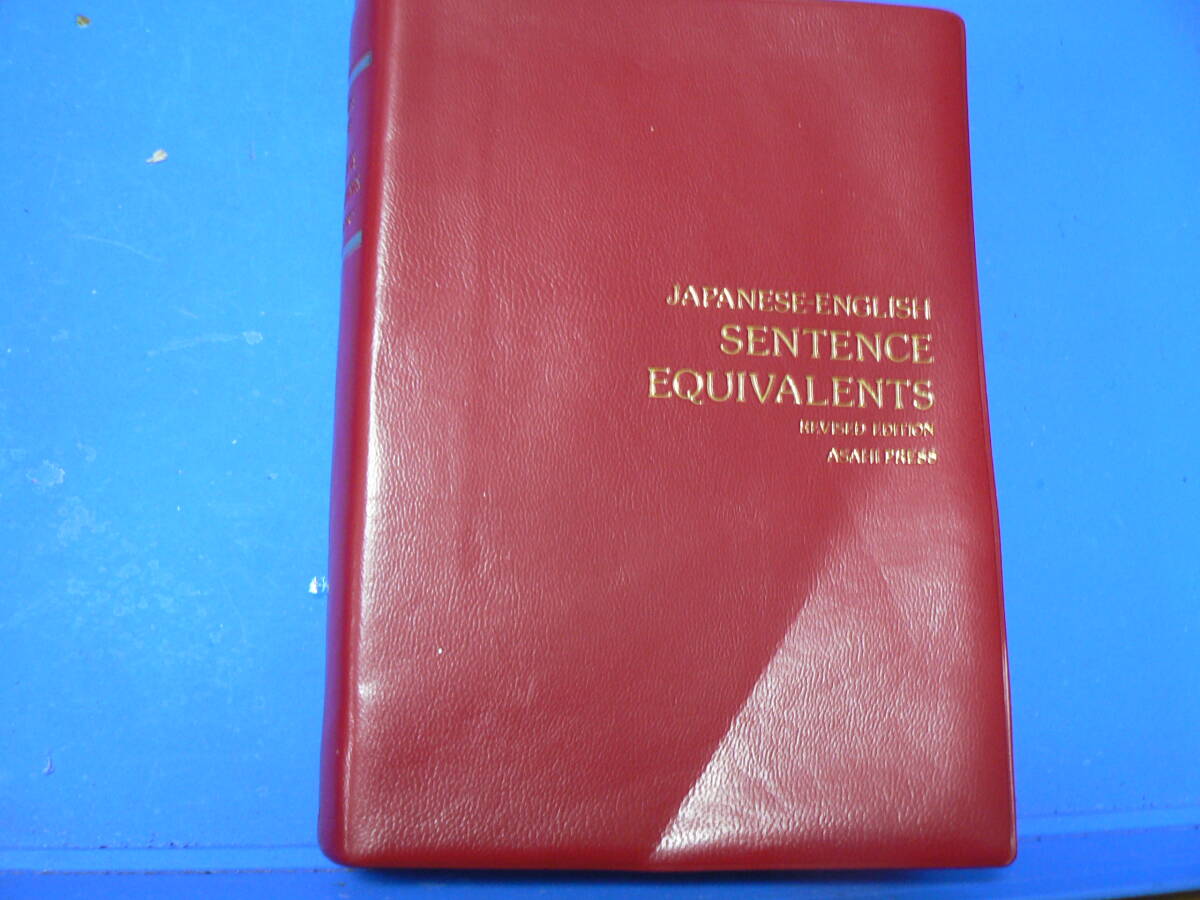 JAPANESE-ENGLISH
SENTENCE
EQUIVALENTS
REVISED EDITION
ASAHI PRESS